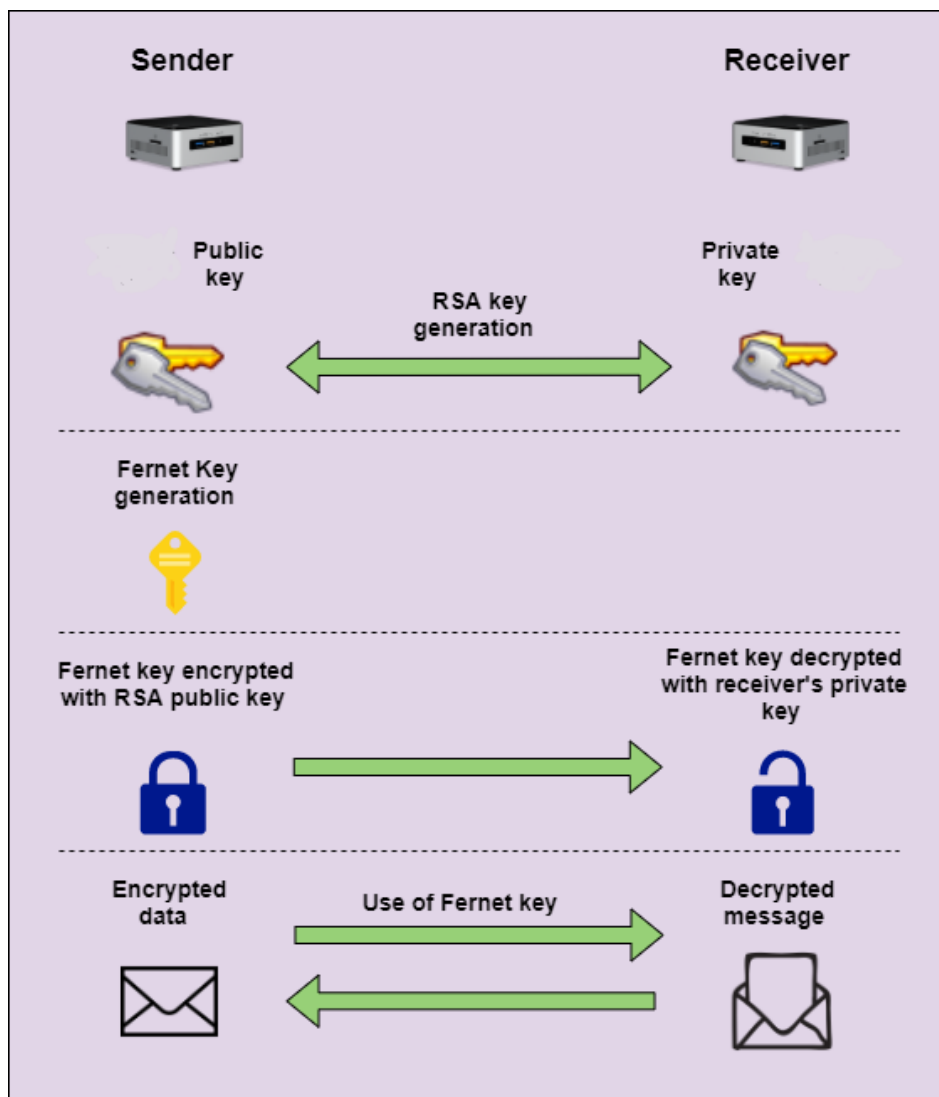 Sender
Receiver
Public
key
Private
key
RSA key
generation
Fernet Key
generation
Fernet key encrypted
with RSA public key
Fernet key decrypted
with receiver's private
key
Encrypted
data
Use of Fernet key
Decrypted
message